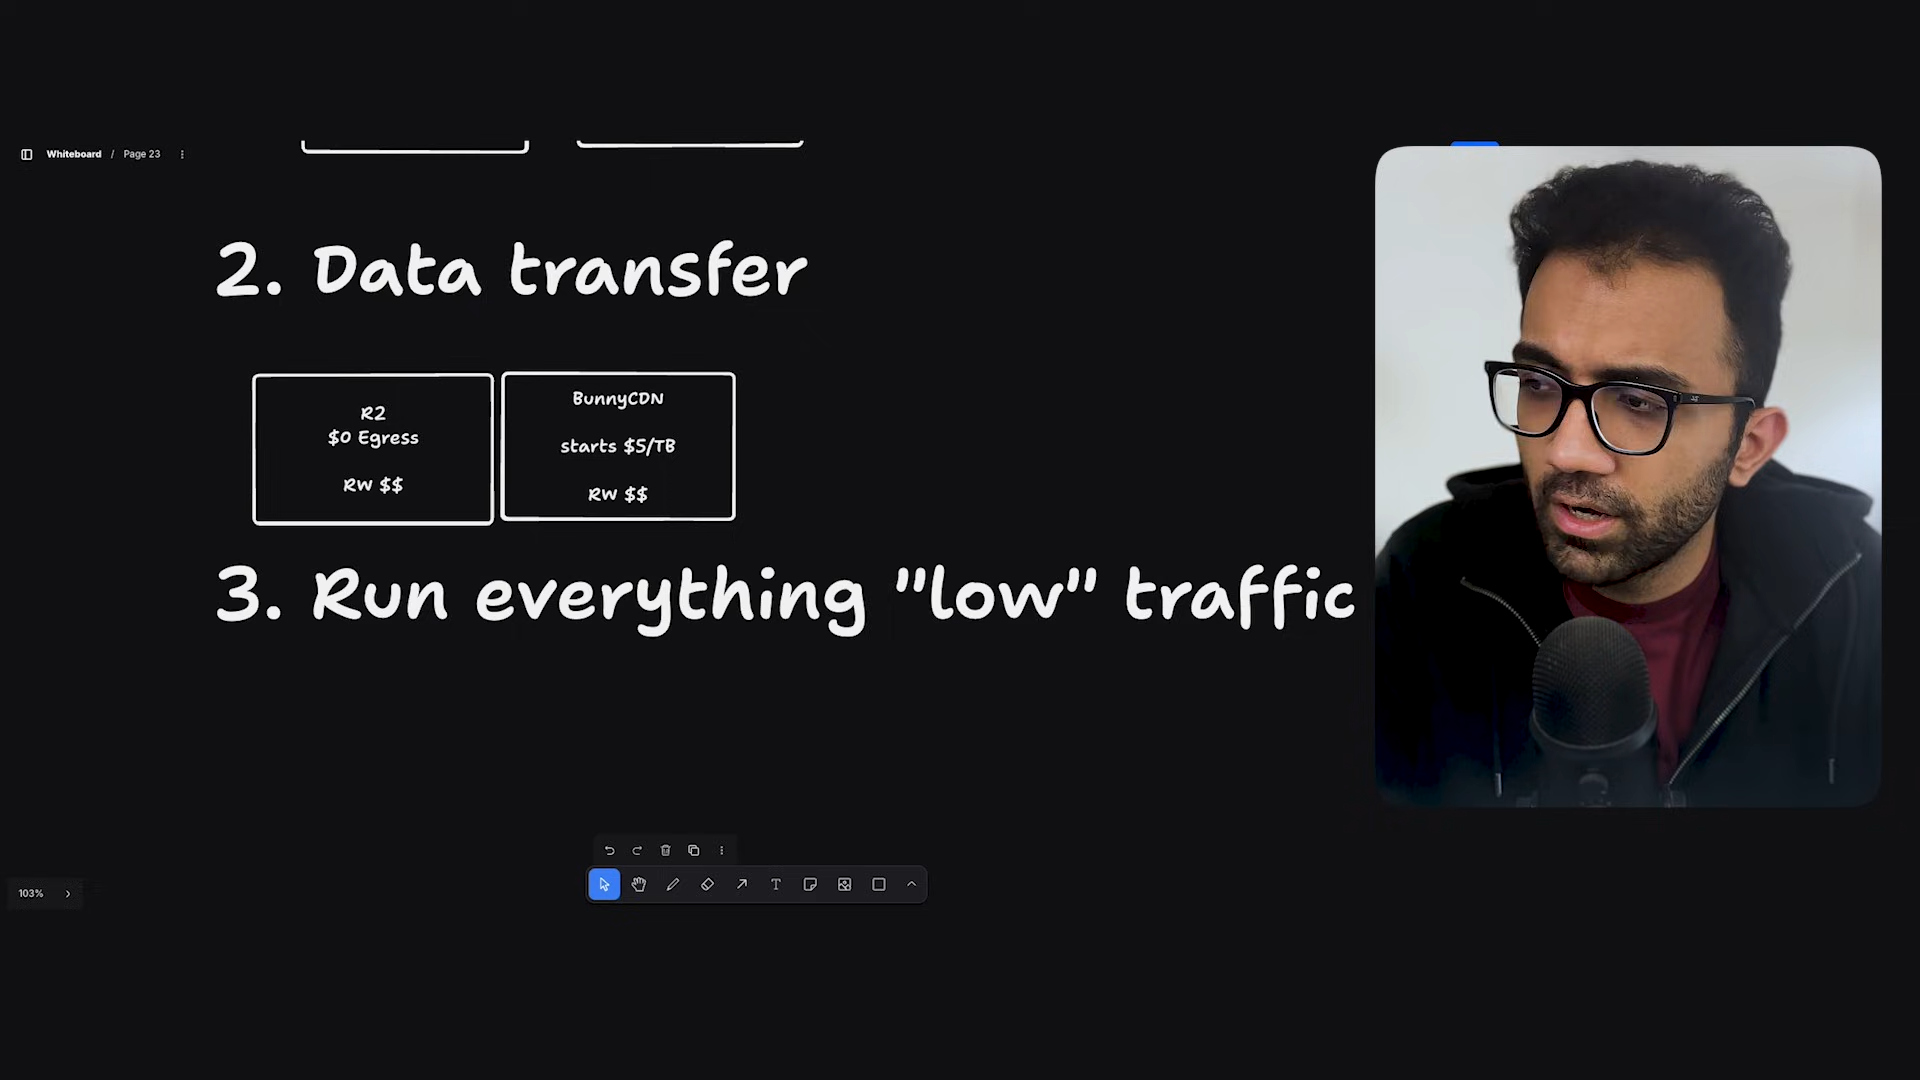 Whiteboard / Page 23
2. Data transfer
R2
$0 Egress
RW $$
BunnyCDN
starts $5/TB
RW $$
3. Run everything "low" traffic
103%